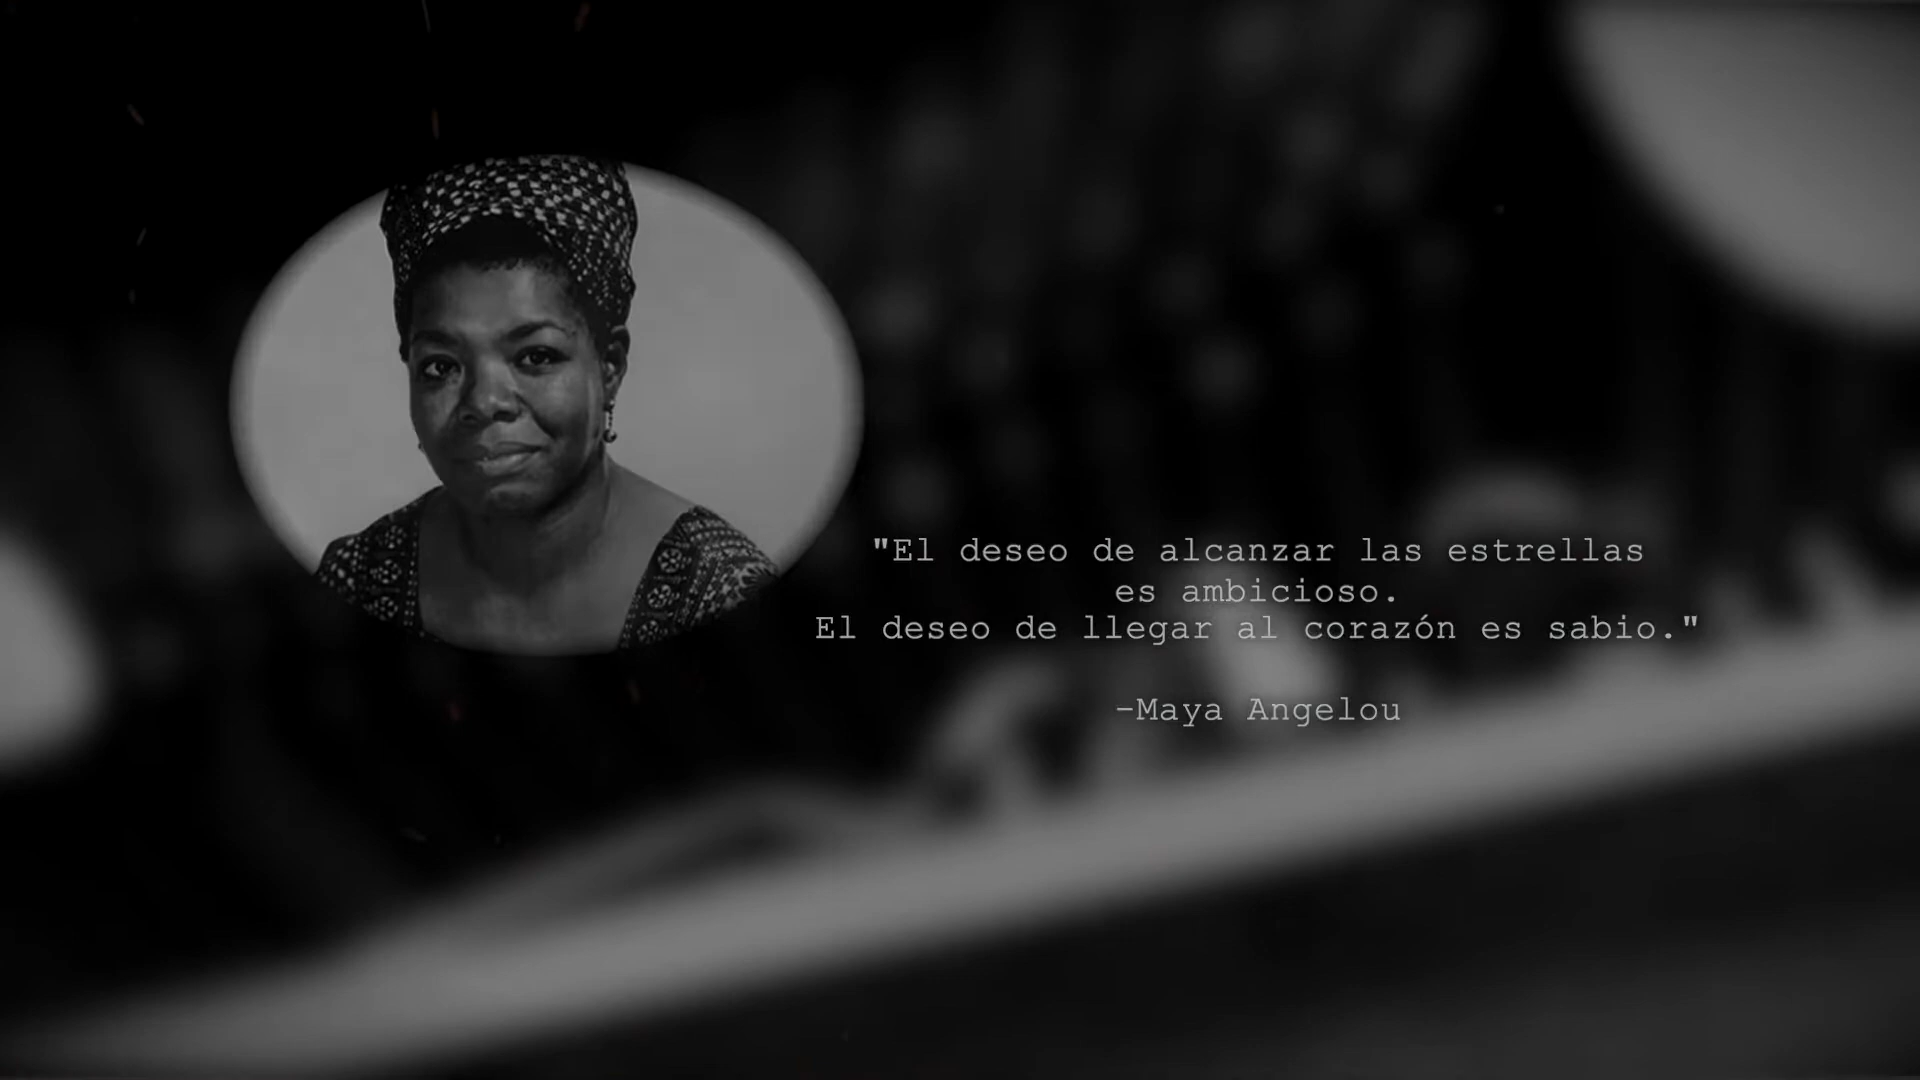 "El deseo de alcanzar las estrellas
es ambicioso.
El deseo de llegar al corazón es sabio."
-Maya Angelou